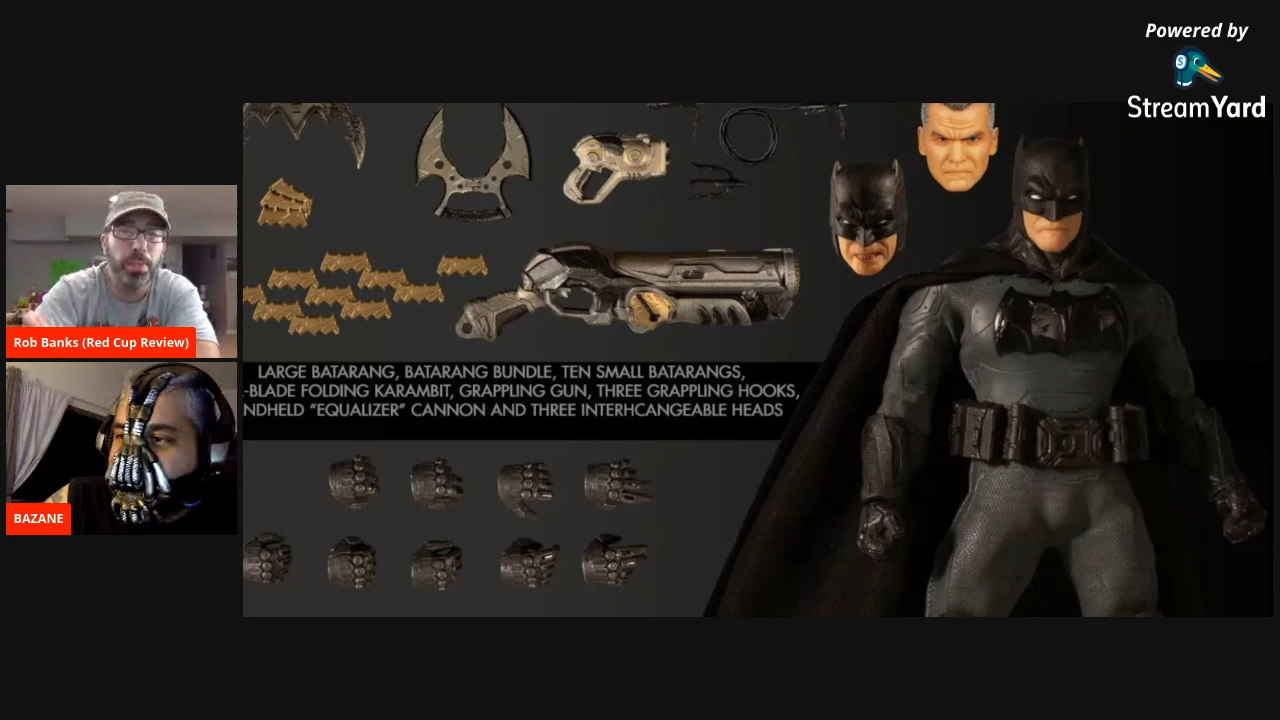 Powered by
StreamYard
Rob Banks (Red Cup Review)
BAZANE
LARGE BATARANG, BATARANG BUNDLE, TEN SMALL BATARANGS,
-BLADE FOLDING KARAMBIT, GRAPPLING GUN, THREE GRAPPLING HOOKS,
NDHELD “EQUALIZER” CANNON AND THREE INTERHCANGEABLE HEADS